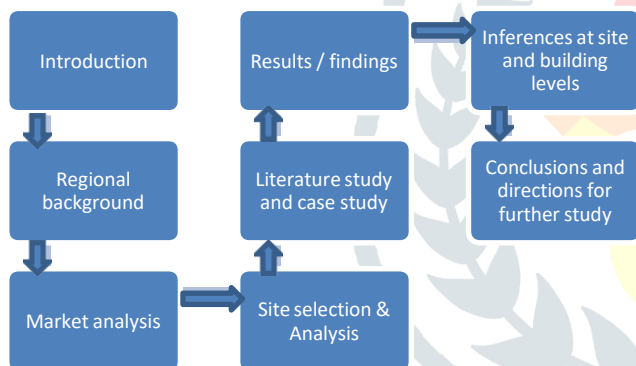 Introduction
Regional
background
Market analysis
Site selection &
Analysis
Literature study
and case study
Results / findings
Inferences at site
and building
levels
Conclusions and
directions for
further study